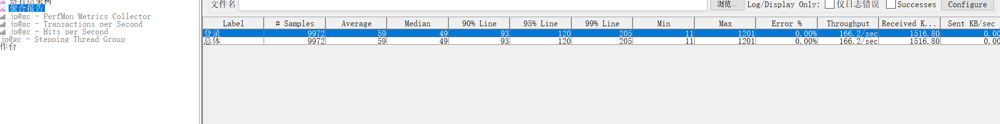 察看结果树
聚合报告
jp@gc - PerfMon Metrics Collector
jp@gc - Transactions per Second
jp@gc - Hits per Second
jp@gc - Stepping Thread Group
作台
文件名 浏览... Log/Display Only: 仅日志错误 Successes Configure
Label # Samples Average Median 90% Line 95% Line 99% Line Min Max Error % Throughput Received K... Sent KB/sec
登录 9972 59 49 93 120 205 11 1201 0.00% 166.2/sec 1516.80 0.00
总体 9972 59 49 93 120 205 11 1201 0.00% 166.2/sec 1516.80 0.00